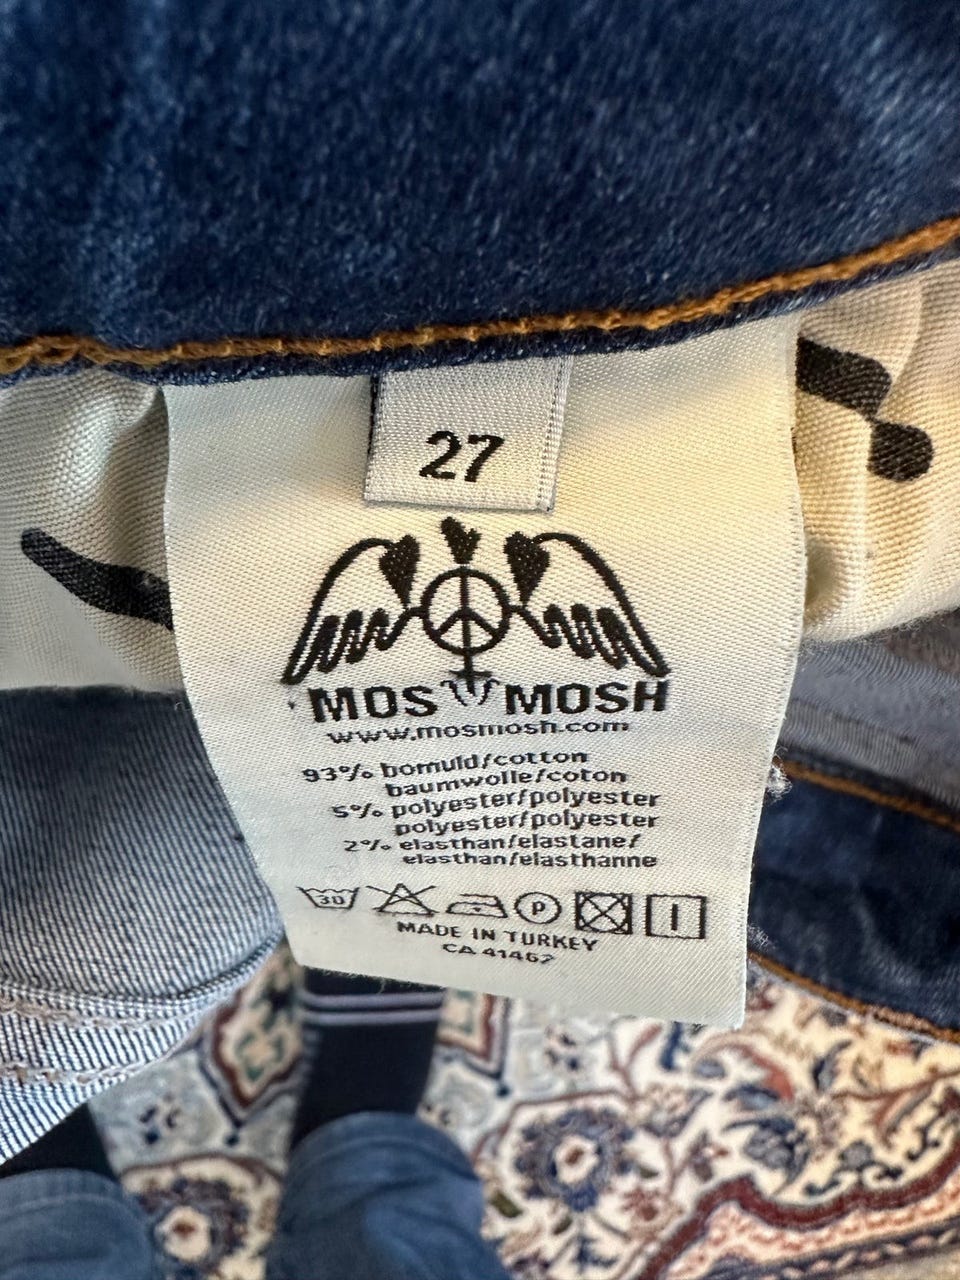 27
MOS MOSH
www.mosmosh.com
93% bomuld/cotton
baumwolle/coton
5% polyester/polyester
polyester/polyester
2% elasthan/elastane/
elasthan/elasthanne
30 P
MADE IN TURKEY
CA 41462